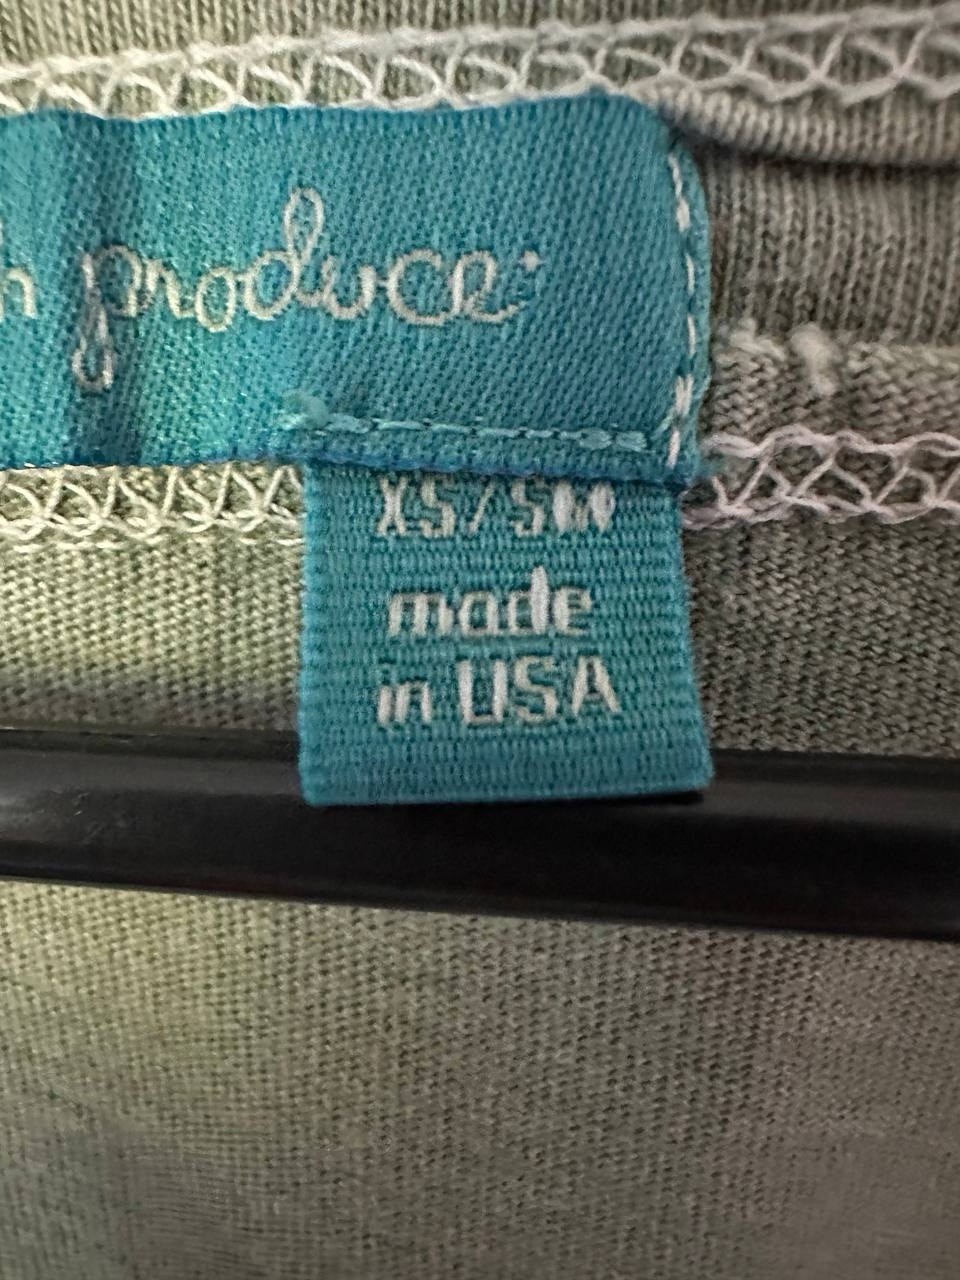 h produce
XS/SM
made
in USA